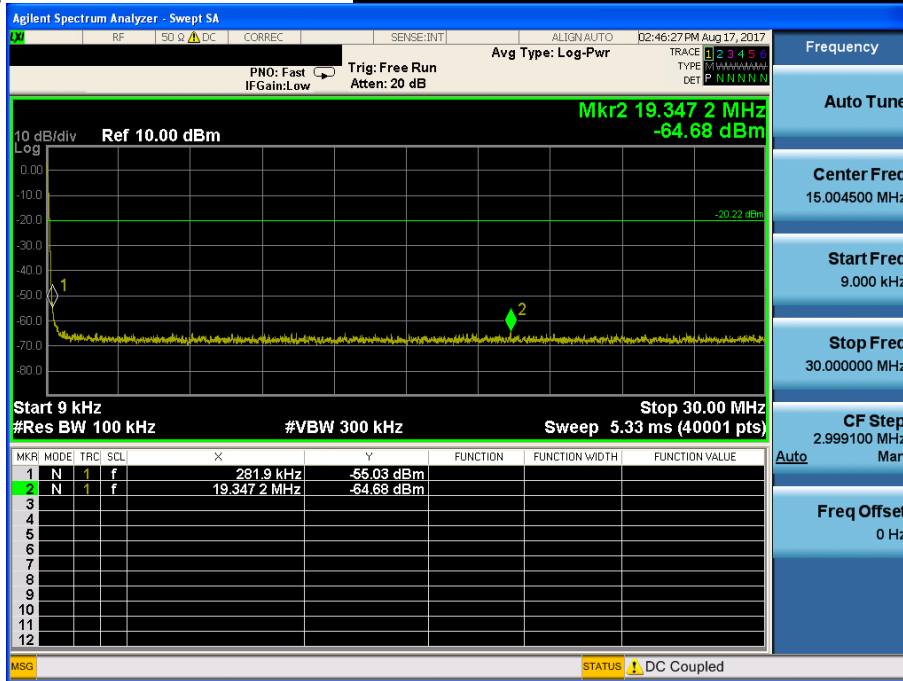 Agilent Spectrum Analyzer - Swept SA
LXI RF 50 Ω DC CORREC SENSE:INT ALIGN AUTO 02:46:27 PM Aug 17, 2017
PNO: Fast IFGain:Low
Trig: Free Run Atten: 20 dB
Avg Type: Log-Pwr
TRACE 1 2 3 4 5 6
TYPE M WWWWW
DET P N N N N N
Mkr2 19.347 2 MHz
-64.68 dBm
10 dB/div Ref 10.00 dBm
Log
0.00
-10.0
-20.0
-20.22 dBm
-30.0
-40.0
-50.0
1
-60.0
2
-70.0
-80.0
Start 9 kHz Stop 30.00 MHz
#Res BW 100 kHz #VBW 300 kHz Sweep 5.33 ms (40001 pts)
MKR MODE TRC SCL X Y FUNCTION FUNCTION WIDTH FUNCTION VALUE
1 N 1 f 281.9 kHz -55.03 dBm
2 N 1 f 19.347 2 MHz -64.68 dBm
3
4
5
6
7
8
9
10
11
12
MSG STATUS DC Coupled
Frequency
Auto Tune
Center Freq
15.004500 MHz
Start Freq
9.000 kHz
Stop Freq
30.000000 MHz
CF Step
2.999100 MHz
Auto Man
Freq Offset
0 Hz